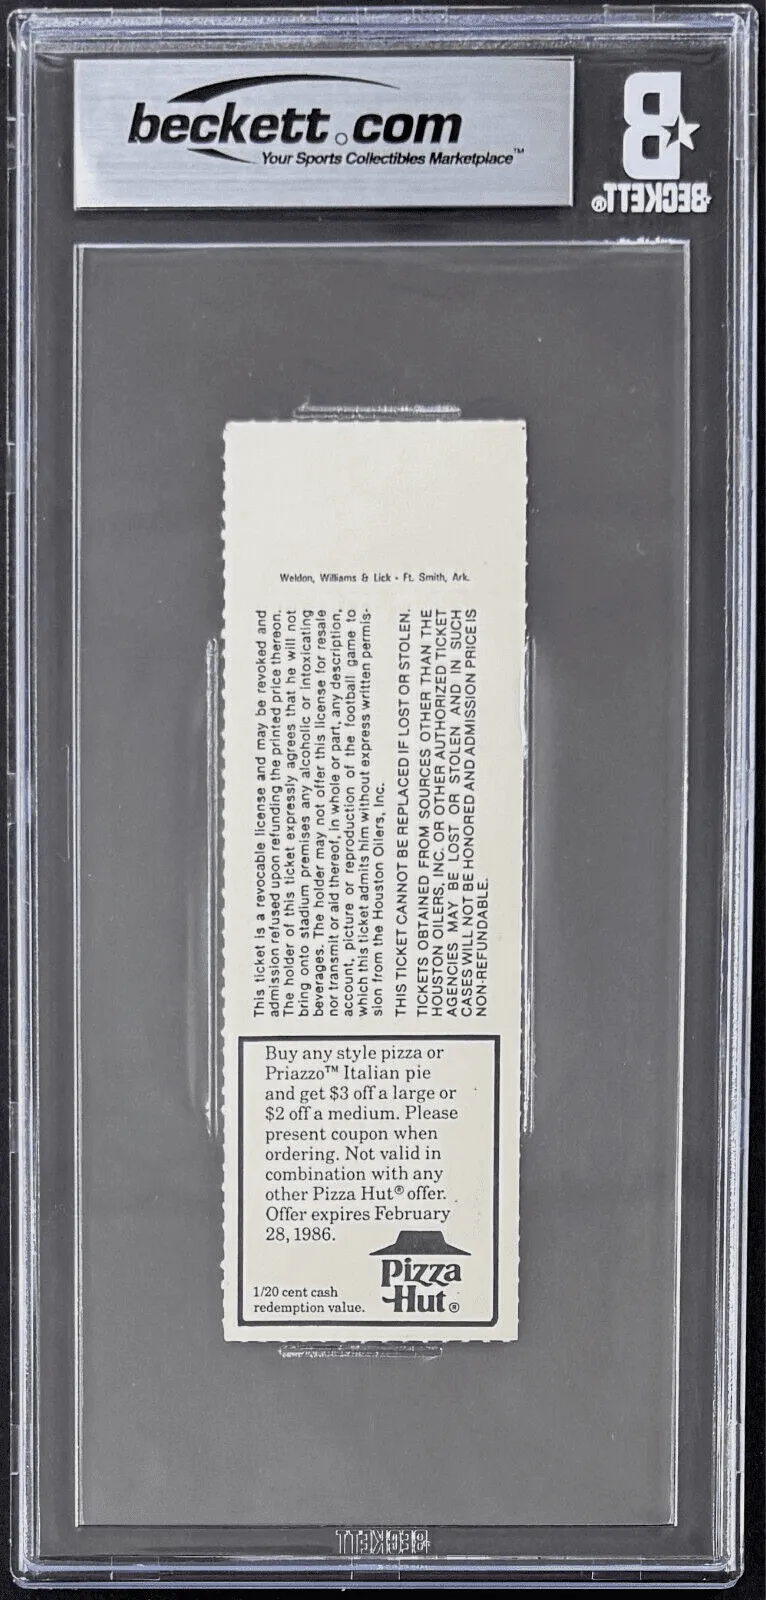 beckett.com
Your Sports Collectibles Marketplace™
B
BECKETT®
Weldon, Williams & Lick - Ft. Smith, Ark.
This ticket is a revocable license and may be revoked and
admission refused upon refunding the printed price thereon.
The holder of this ticket expressly agrees that he will not
bring onto stadium premises any alcoholic or intoxicating
beverages. The holder may not offer this license for resale
nor transmit or aid thereof, in whole or part, any description,
account, picture or reproduction of the football game to
which this ticket admits him without express written permis-
sion from the Houston Oilers, Inc.
THIS TICKET CANNOT BE REPLACED IF LOST OR STOLEN.
TICKETS OBTAINED FROM SOURCES OTHER THAN THE
HOUSTON OILERS, INC. OR OTHER AUTHORIZED TICKET
AGENCIES MAY BE LOST OR STOLEN AND IN SUCH
CASES WILL NOT BE HONORED AND ADMISSION PRICE IS
NON-REFUNDABLE.
Buy any style pizza or
Priazzo™ Italian pie
and get $3 off a large or
$2 off a medium. Please
present coupon when
ordering. Not valid in
combination with any
other Pizza Hut® offer.
Offer expires February
28, 1986.
Pizza
Hut®
1/20 cent cash
redemption value.
BECKETT